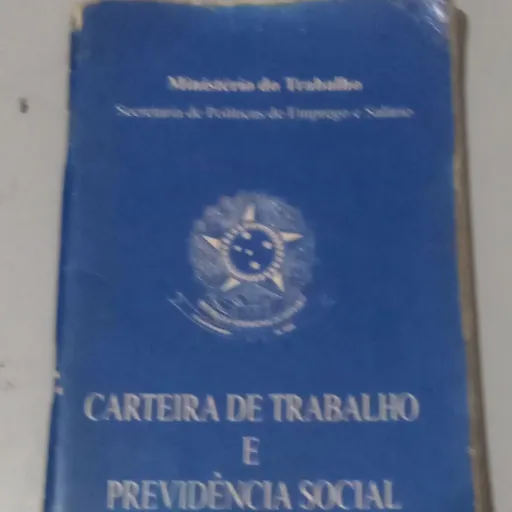 Ministério do Trabalho
Secretaria de Políticas de Emprego e Salário
CARTEIRA DE TRABALHO
E
PREVIDÊNCIA SOCIAL